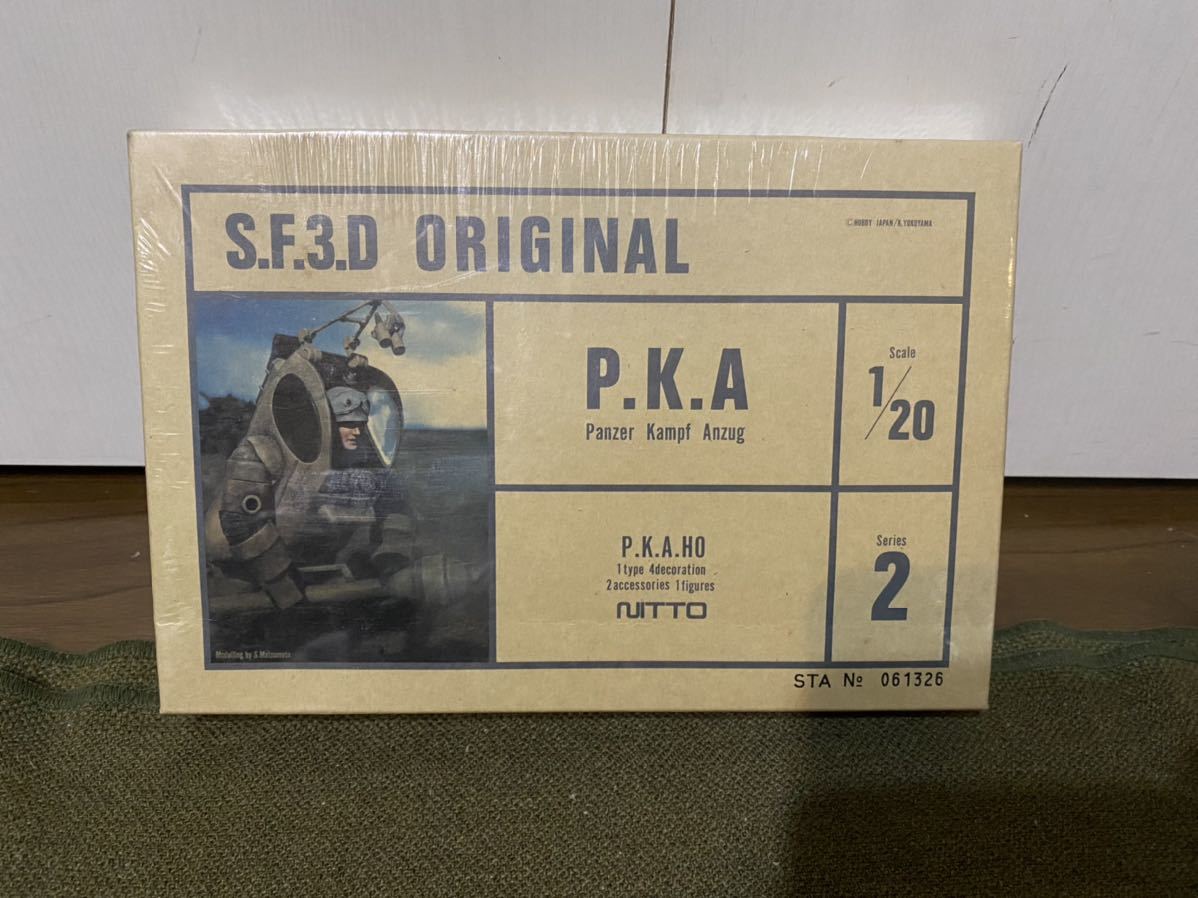 S.F.3.D ORIGINAL
© HOBBY JAPAN/K.YOKOYAMA
P.K.A
Panzer Kampf Anzug
Scale
1/20
P.K.A.HO
1type 4decoration
2accessories 1figures
NITTO
Series
2
Modelling by S.Matsumoto
STA No 061326